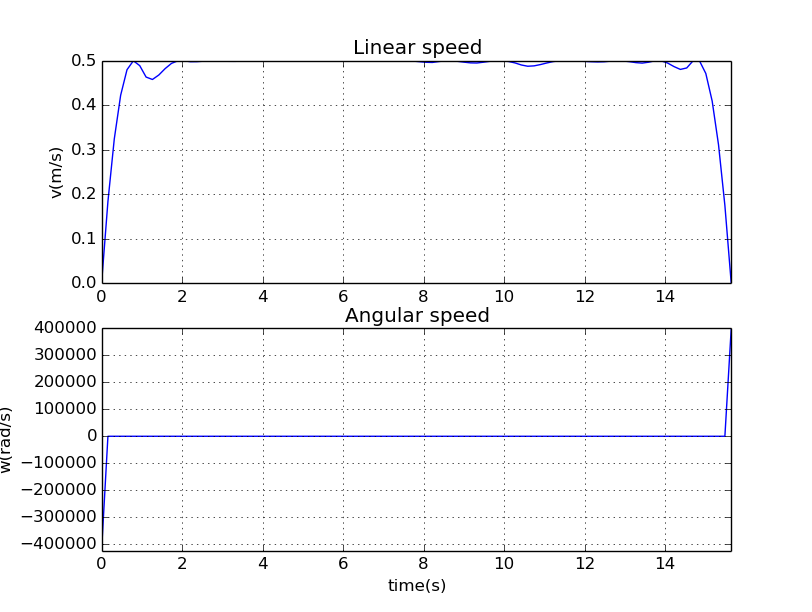 Linear speed
0.5
0.4
0.3
0.2
0.1
0.0
v(m/s)
0 2 4 6 8 10 12 14
Angular speed
400000
300000
200000
100000
0
−100000
−200000
−300000
−400000
w(rad/s)
0 2 4 6 8 10 12 14
time(s)